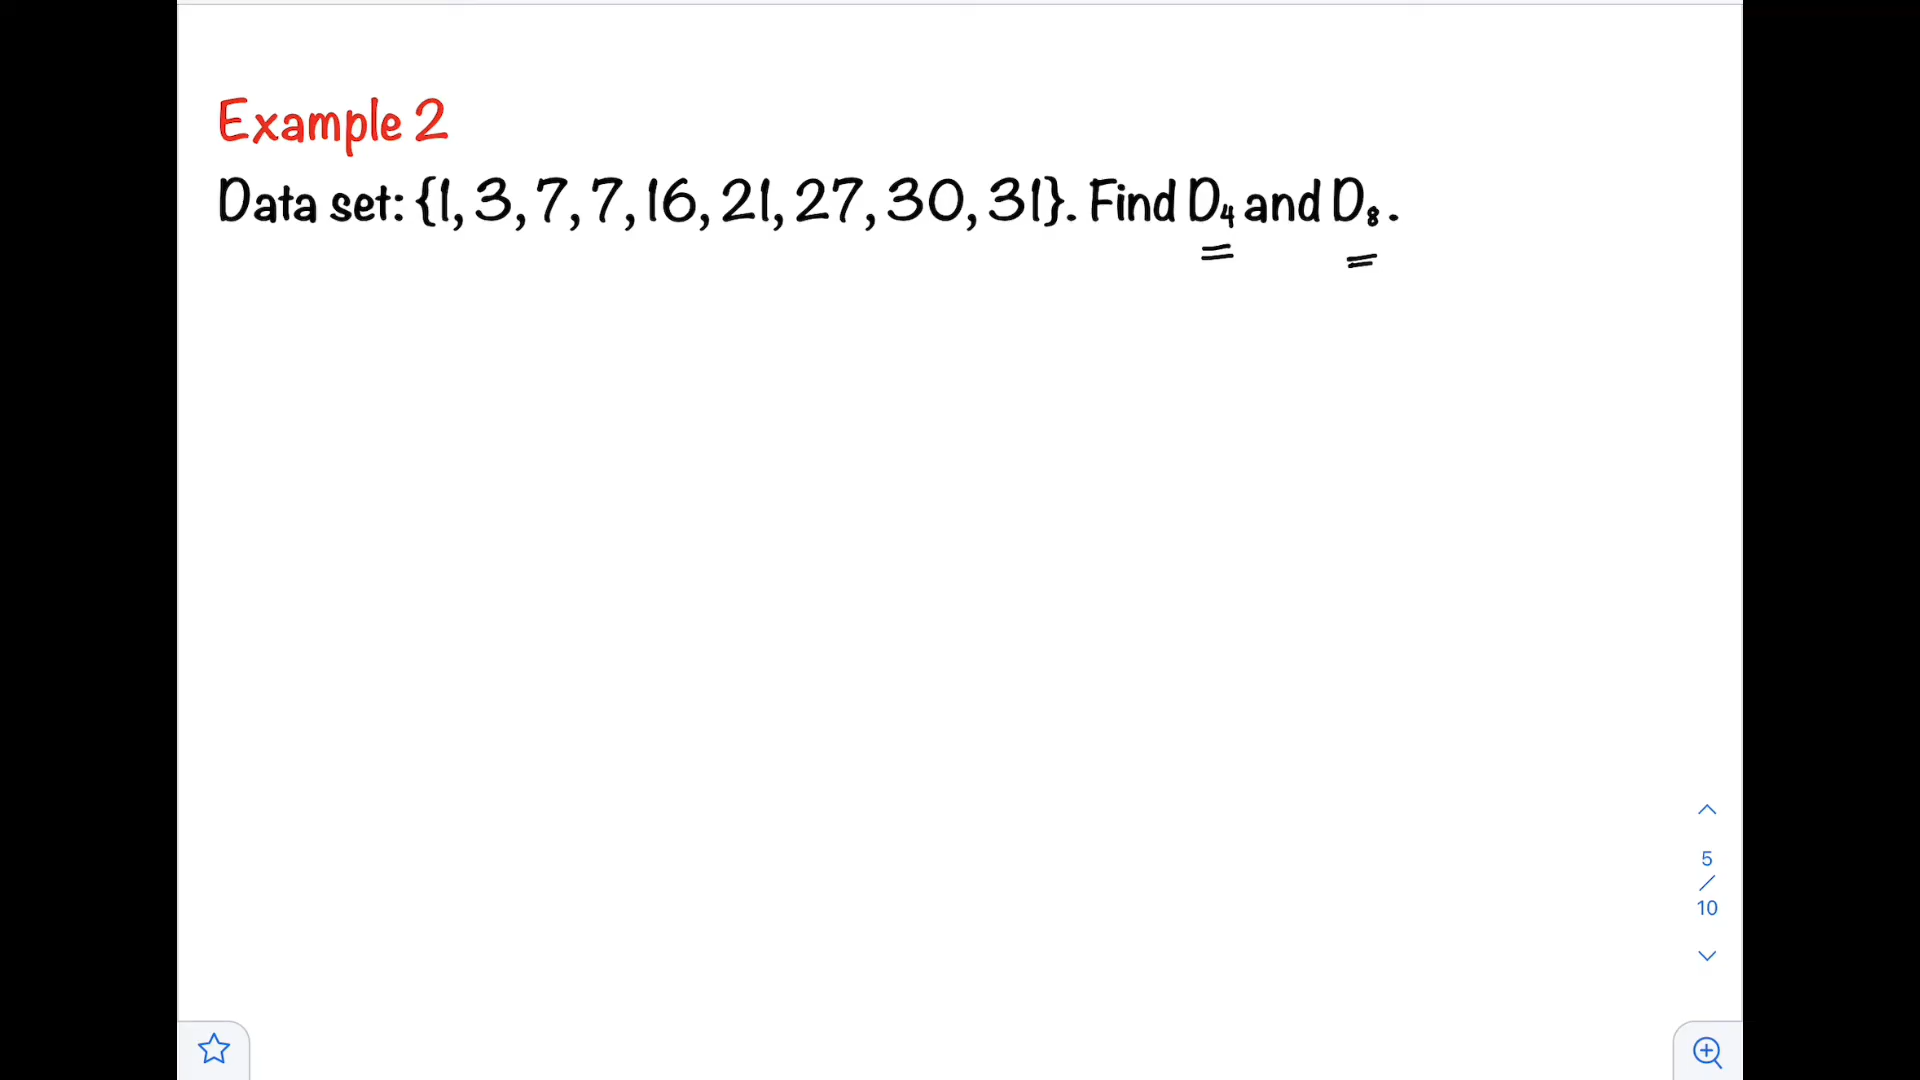 Example 2
Data set: {1, 3, 7, 7, 16, 21, 27, 30, 31}. Find D₄ and D₈.
5
/
10